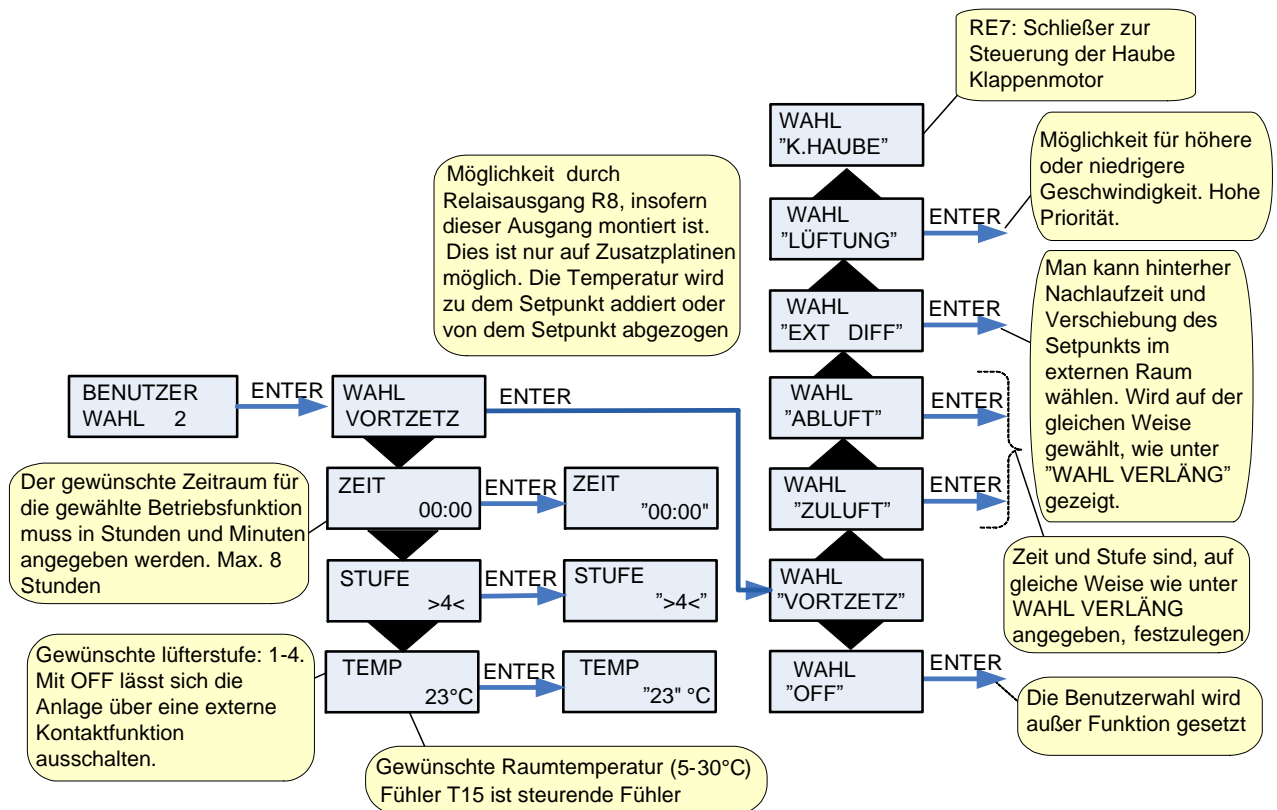 RE7: Schließer zur
Steuerung der Haube
Klappenmotor
WAHL
"K.HAUBE"
Möglichkeit für höhere
oder niedrigere
Geschwindigkeit. Hohe
Priorität.
Möglichkeit durch
Relaisausgang R8, insofern
dieser Ausgang montiert ist.
Dies ist nur auf Zusatzplatinen
möglich. Die Temperatur wird
zu dem Setpunkt addiert oder
von dem Setpunkt abgezogen
WAHL
"LÜFTUNG"
ENTER
Man kann hinterher
Nachlaufzeit und
Verschiebung des
Setpunkts im
externen Raum
wählen. Wird auf der
gleichen Weise
gewählt, wie unter
"WAHL VERLÄNG"
gezeigt.
WAHL
"EXT DIFF"
ENTER
BENUTZER
WAHL 2
ENTER
WAHL
VORTZETZ
ENTER
WAHL
"ABLUFT"
ENTER
Der gewünschte Zeitraum für
die gewählte Betriebsfunktion
muss in Stunden und Minuten
angegeben werden. Max. 8
Stunden
ZEIT
00:00
ENTER
ZEIT
"00:00"
WAHL
"ZULUFT"
ENTER
Zeit und Stufe sind, auf
gleiche Weise wie unter
WAHL VERLÄNG
angegeben, festzulegen
STUFE
>4<
ENTER
STUFE
">4<"
WAHL
"VORTZETZ"
Gewünschte lüfterstufe: 1-4.
Mit OFF lässt sich die
Anlage über eine externe
Kontaktfunktion
ausschalten.
TEMP
23°C
ENTER
TEMP
"23" °C
WAHL
"OFF"
ENTER
Die Benutzerwahl wird
außer Funktion gesetzt
Gewünschte Raumtemperatur (5-30°C)
Fühler T15 ist steurende Fühler